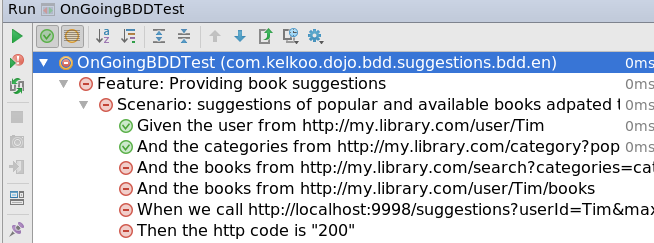 Run OnGoingBDDTest
OnGoingBDDTest (com.kelkoo.dojo.bdd.suggestions.bdd.en) 0ms
Feature: Providing book suggestions 0ms
Scenario: suggestions of popular and available books adpated t 0ms
Given the user from http://my.library.com/user/Tim 0ms
And the categories from http://my.library.com/category?pop 0ms
And the books from http://my.library.com/search?categories=cat
And the books from http://my.library.com/user/Tim/books
When we call http://localhost:9998/suggestions?userId=Tim&max
Then the http code is "200"